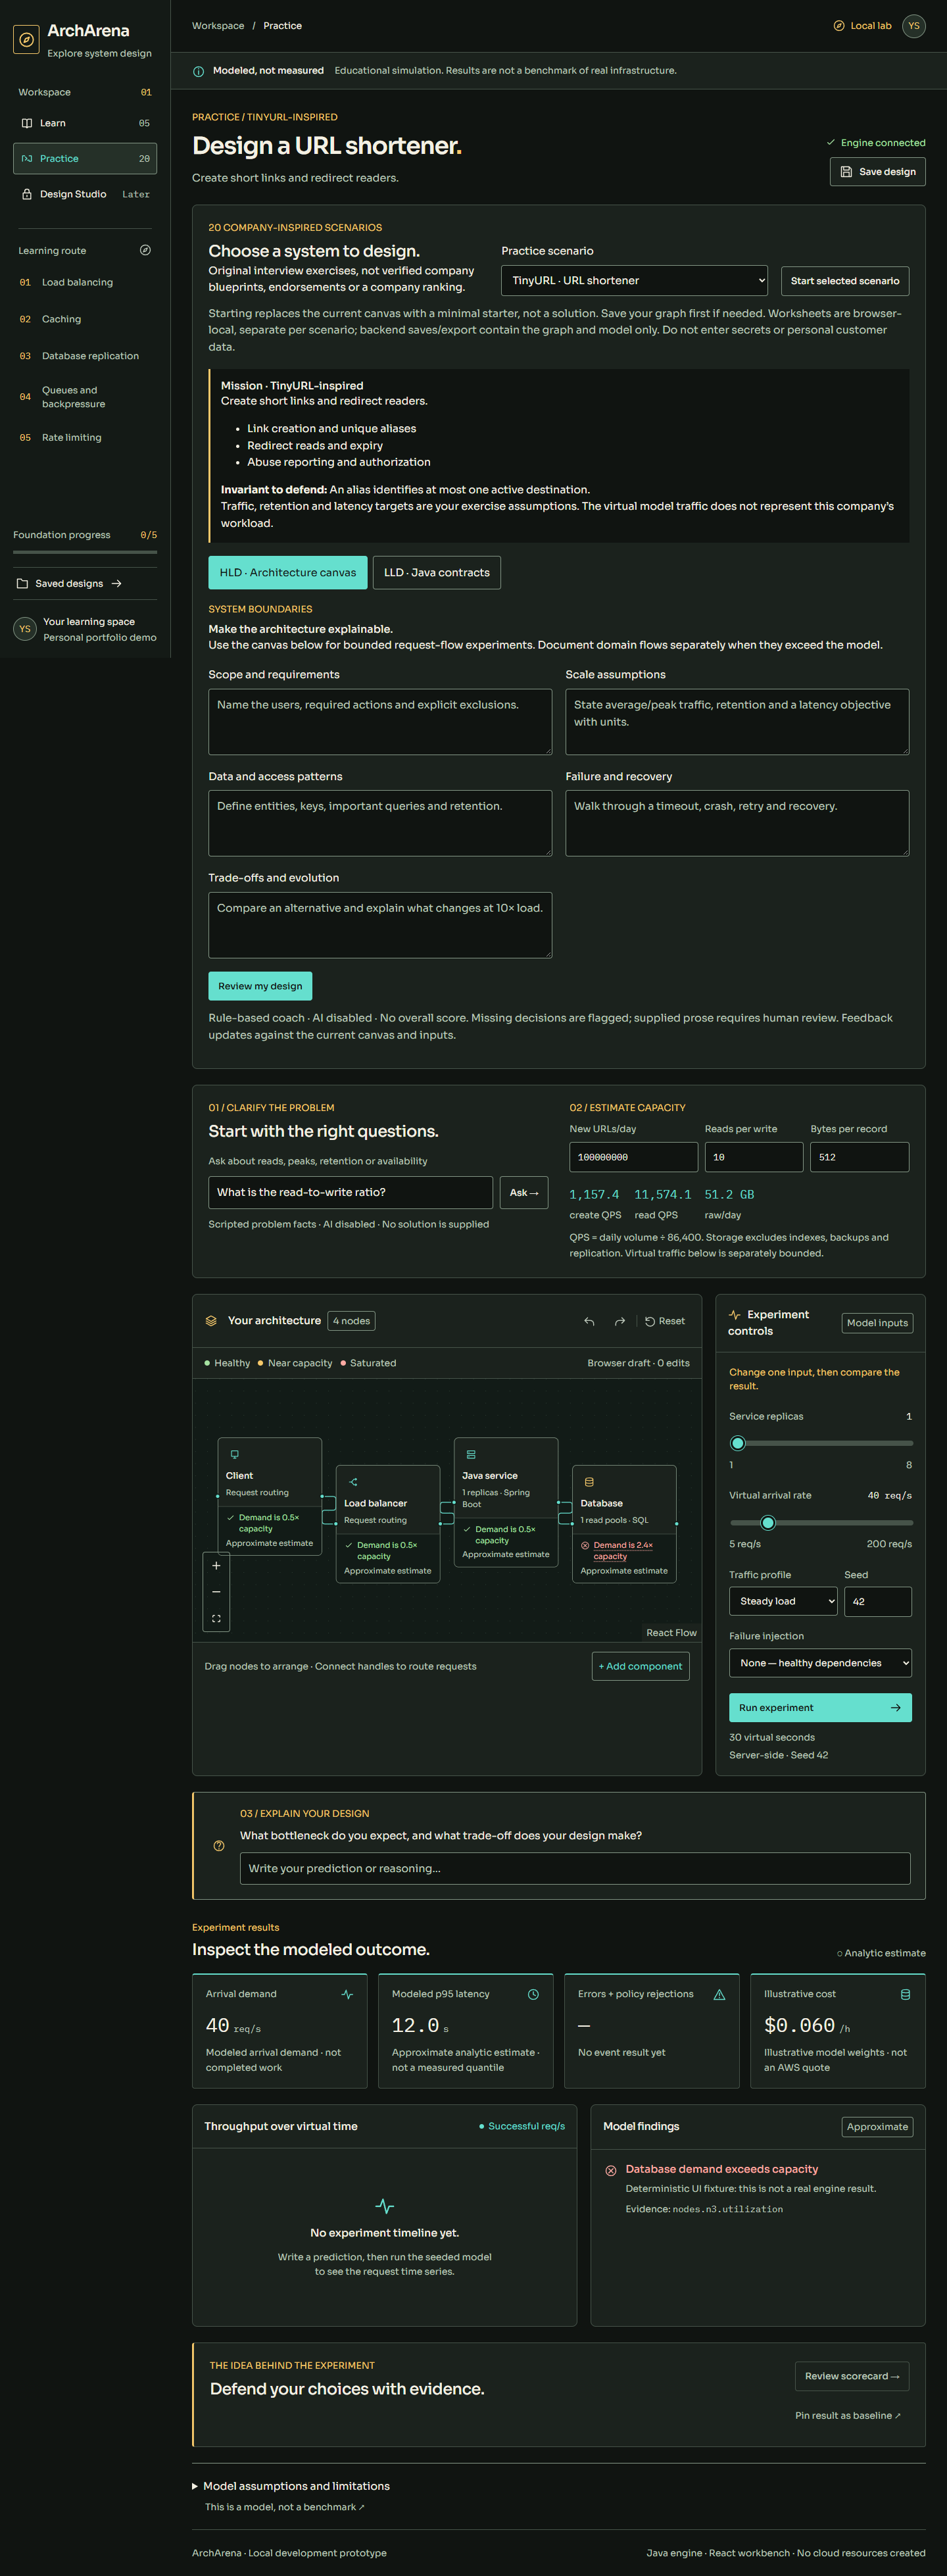 ArchArena
Explore system design
Workspace 01
Learn 05
Practice 20
Design Studio Later
Learning route
01 Load balancing
02 Caching
03 Database replication
04 Queues and
backpressure
05 Rate limiting
Foundation progress 0/5
Saved designs →
YS Your learning space
Personal portfolio demo
Workspace / Practice
Local lab YS
Modeled, not measured Educational simulation. Results are not a benchmark of real infrastructure.
PRACTICE / TINYURL-INSPIRED
Design a URL shortener.
Create short links and redirect readers.
Engine connected
Save design
20 COMPANY-INSPIRED SCENARIOS
Choose a system to design.
Original interview exercises, not verified company
blueprints, endorsements or a company ranking.
Practice scenario
TinyURL · URL shortener
Start selected scenario
Starting replaces the current canvas with a minimal starter, not a solution. Save your graph first if needed. Worksheets are browser-
local, separate per scenario; backend saves/export contain the graph and model only. Do not enter secrets or personal customer
data.
Mission · TinyURL-inspired
Create short links and redirect readers.
• Link creation and unique aliases
• Redirect reads and expiry
• Abuse reporting and authorization
Invariant to defend: An alias identifies at most one active destination.
Traffic, retention and latency targets are your exercise assumptions. The virtual model traffic does not represent this company's
workload.
HLD · Architecture canvas
LLD · Java contracts
SYSTEM BOUNDARIES
Make the architecture explainable.
Use the canvas below for bounded request-flow experiments. Document domain flows separately when they exceed the model.
Scope and requirements
Name the users, required actions and explicit exclusions.
Scale assumptions
State average/peak traffic, retention and a latency objective
with units.
Data and access patterns
Define entities, keys, important queries and retention.
Failure and recovery
Walk through a timeout, crash, retry and recovery.
Trade-offs and evolution
Compare an alternative and explain what changes at 10× load.
Review my design
Rule-based coach · AI disabled · No overall score. Missing decisions are flagged; supplied prose requires human review. Feedback
updates against the current canvas and inputs.
01 / CLARIFY THE PROBLEM
Start with the right questions.
Ask about reads, peaks, retention or availability
What is the read-to-write ratio?
Ask →
Scripted problem facts · AI disabled · No solution is supplied
02 / ESTIMATE CAPACITY
New URLs/day Reads per write Bytes per record
100000000 10 512
1,157.4 11,574.1 51.2 GB
create QPS read QPS raw/day
QPS = daily volume ÷ 86,400. Storage excludes indexes, backups and
replication. Virtual traffic below is separately bounded.
Your architecture 4 nodes
Reset
Healthy Near capacity Saturated
Browser draft · 0 edits
Client
Request routing
Demand is 0.5×
capacity
Approximate estimate
Load balancer
Request routing
Demand is 0.5×
capacity
Approximate estimate
Java service
1 replicas · Spring
Boot
Demand is 0.5×
capacity
Approximate estimate
Database
1 read pools · SQL
Demand is 2.4×
capacity
Approximate estimate
React Flow
Drag nodes to arrange · Connect handles to route requests
+ Add component
Experiment
controls
Model inputs
Change one input, then compare the
result.
Service replicas 1
1 8
Virtual arrival rate 40 req/s
5 req/s 200 req/s
Traffic profile Seed
Steady load 42
Failure injection
None — healthy dependencies
Run experiment →
30 virtual seconds
Server-side · Seed 42
03 / EXPLAIN YOUR DESIGN
What bottleneck do you expect, and what trade-off does your design make?
Write your prediction or reasoning...
Experiment results
Inspect the modeled outcome.
Analytic estimate
Arrival demand
40 req/s
Modeled arrival demand · not
completed work
Modeled p95 latency
12.0 s
Approximate analytic estimate ·
not a measured quantile
Errors + policy rejections
—
No event result yet
Illustrative cost
$0.060 /h
Illustrative model weights · not
an AWS quote
Throughput over virtual time
Successful req/s
No experiment timeline yet.
Write a prediction, then run the seeded model
to see the request time series.
Model findings
Approximate
Database demand exceeds capacity
Deterministic UI fixture: this is not a real engine result.
Evidence: nodes.n3.utilization
THE IDEA BEHIND THE EXPERIMENT
Defend your choices with evidence.
Review scorecard →
Pin result as baseline ↗
Model assumptions and limitations
This is a model, not a benchmark ↗
ArchArena · Local development prototype
Java engine · React workbench · No cloud resources created